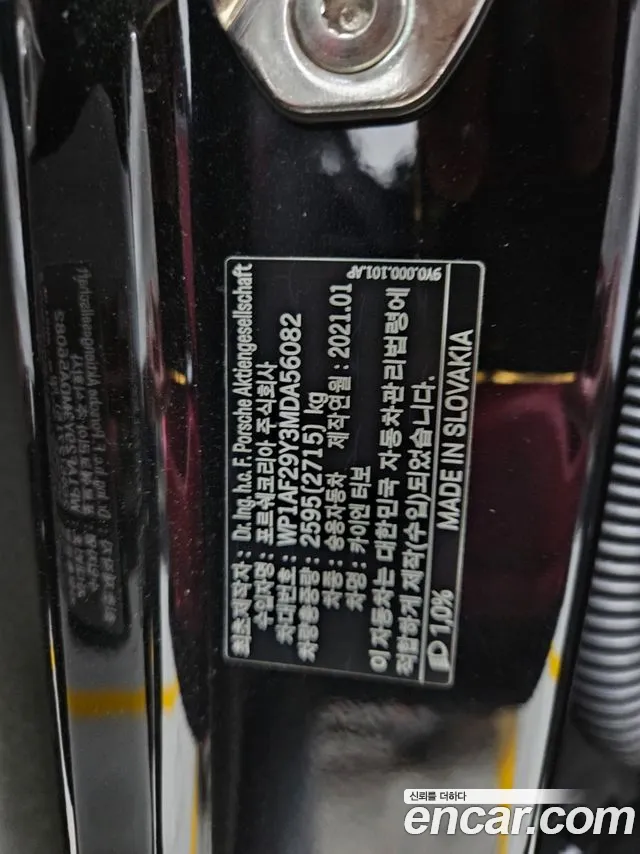 최초제작자 : Dr. Ing. h.c. F. Porsche Aktiengesellschaft
수입자명 : 포르쉐코리아 주식회사
차대번호 : WP1AF29Y3MDA56082
차량총중량 : 2595(2715) kg
차종 : 승용자동차 제작연월 : 2021.01
차명 : 카이엔 터보
이 자동차는 대한민국 자동차관리법령에
적합하게 제작(수입)되었습니다.
1,0% MADE IN SLOVAKIA
9Y0.000.101.AP
신뢰를 더하다
encar.com